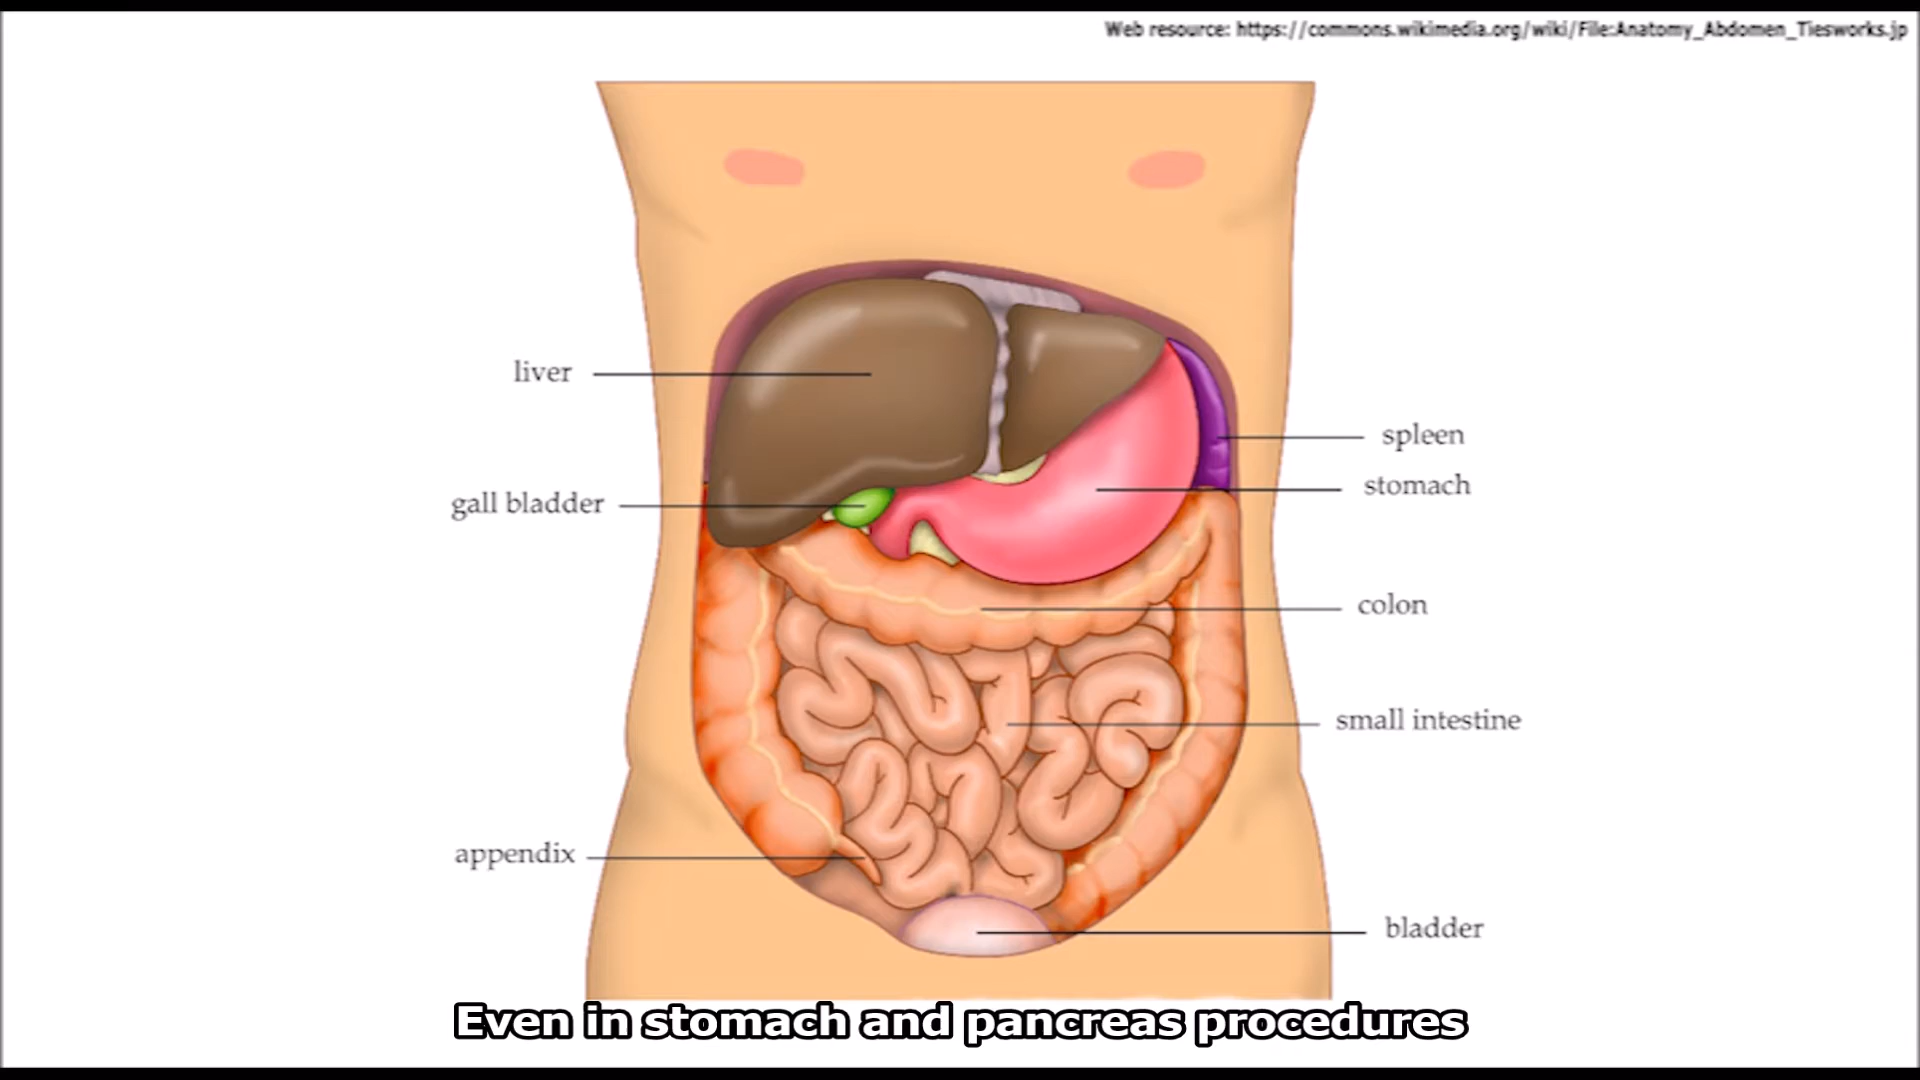 Web resource: https://commons.wikimedia.org/wiki/File:Anatomy_Abdomen_Tiesworks.jp
liver
spleen
stomach
gall bladder
colon
small intestine
appendix
bladder
Even in stomach and pancreas procedures